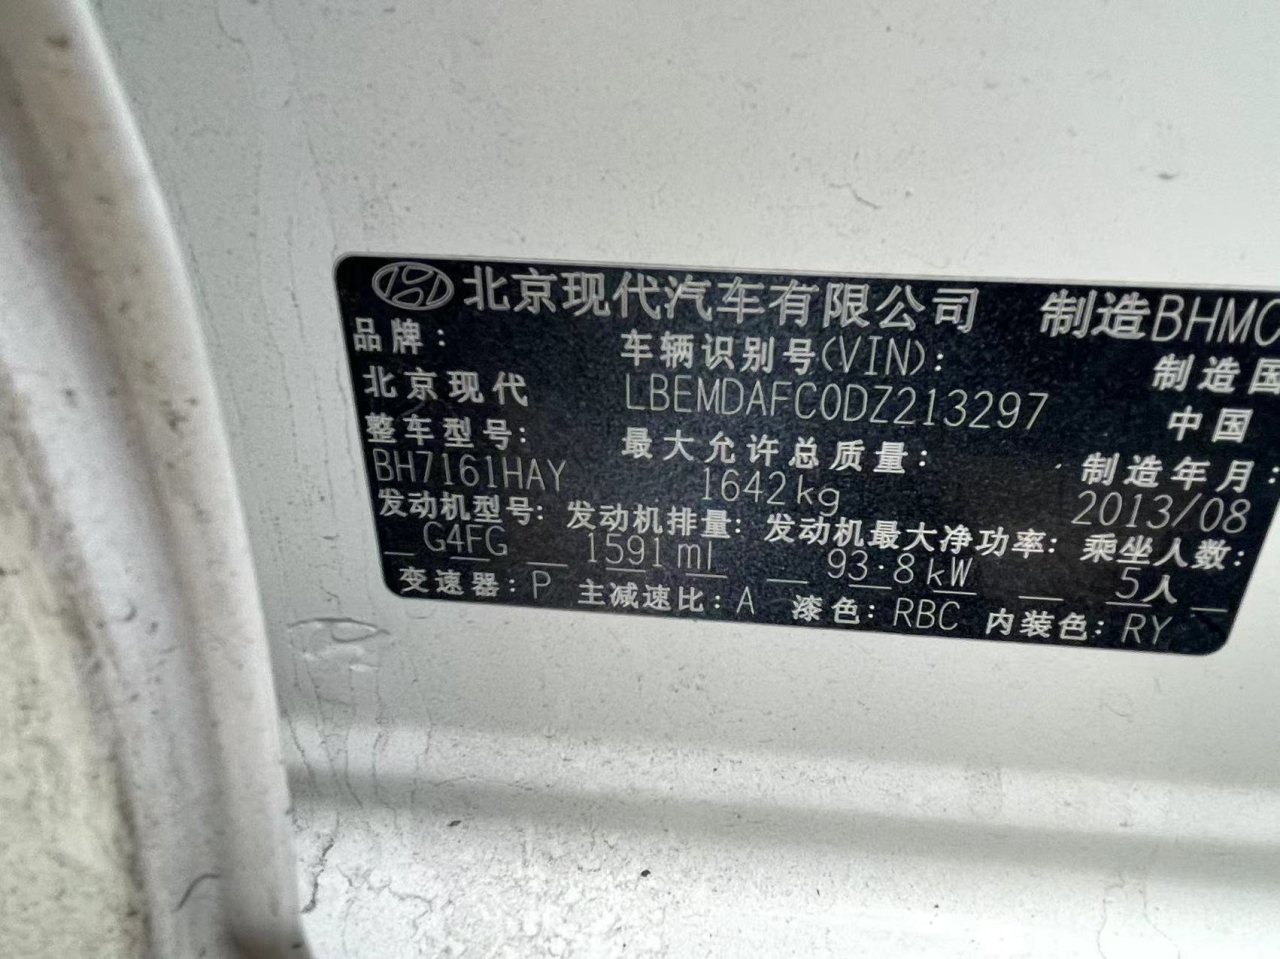 北京现代汽车有限公司 制造BHMC
品牌: 车辆识别号(VIN): 制造国
北京现代 LBEMDAFC0DZ213297 中国
整车型号: 最大允许总质量: 制造年月:
BH7161HAY 1642kg 2013/08
发动机型号: 发动机排量: 发动机最大净功率: 乘坐人数:
G4FG 1591ml 93.8kW 5人
变速器: P 主减速比: A 漆色: RBC 内装色: RY